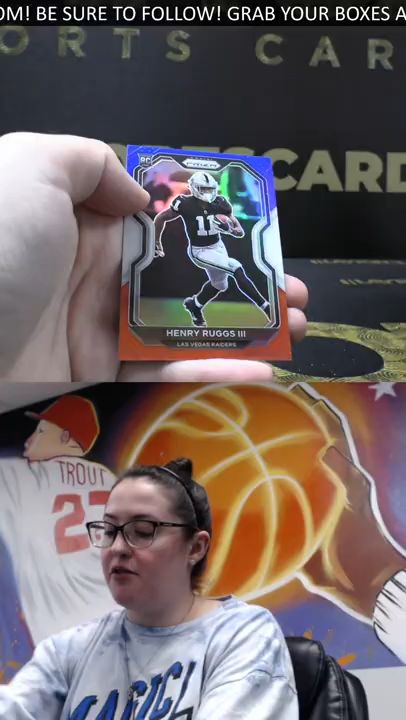 OM! BE SURE TO FOLLOW! GRAB YOUR BOXES A
ORTS CAR
SCARD
RC
PRIZM
11
HENRY RUGGS III
LAS VEGAS RAIDERS
TROUT
27
MAGIC!